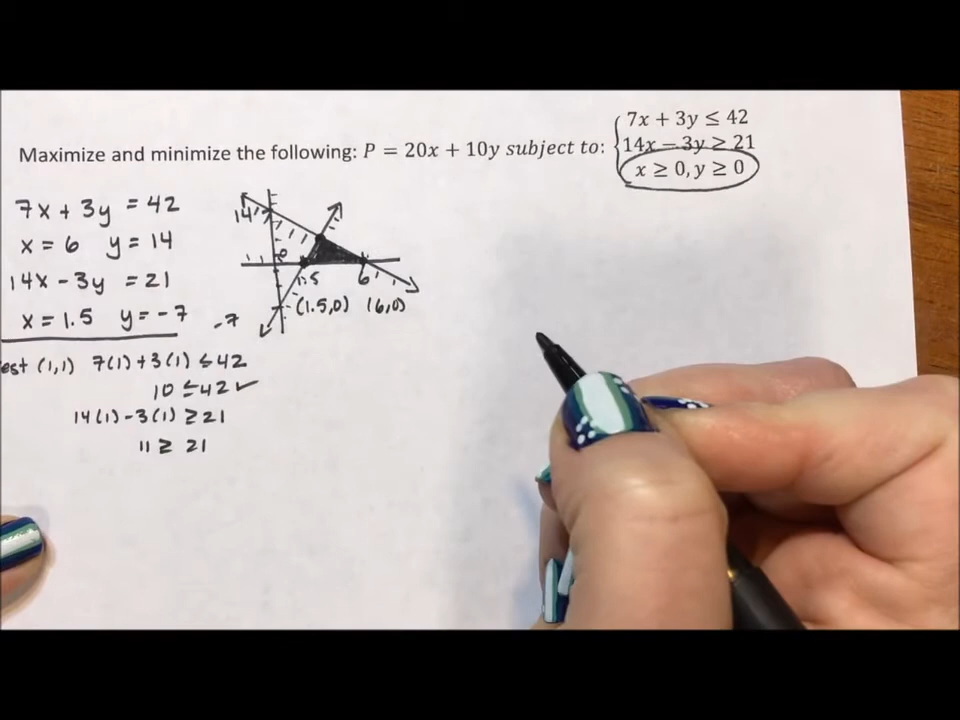 Maximize and minimize the following: P = 20x + 10y subject to:
7x + 3y ≤ 42
14x − 3y ≥ 21
x ≥ 0, y ≥ 0
7x + 3y = 42
x = 6 y = 14
14x - 3y = 21
x = 1.5 y = -7
14
1.5 6
(1.5,0) (6,0)
-7
est (1,1) 7(1) + 3(1) ≤ 42
10 ≤ 42 ✓
14(1) - 3(1) ≥ 21
11 ≥ 21